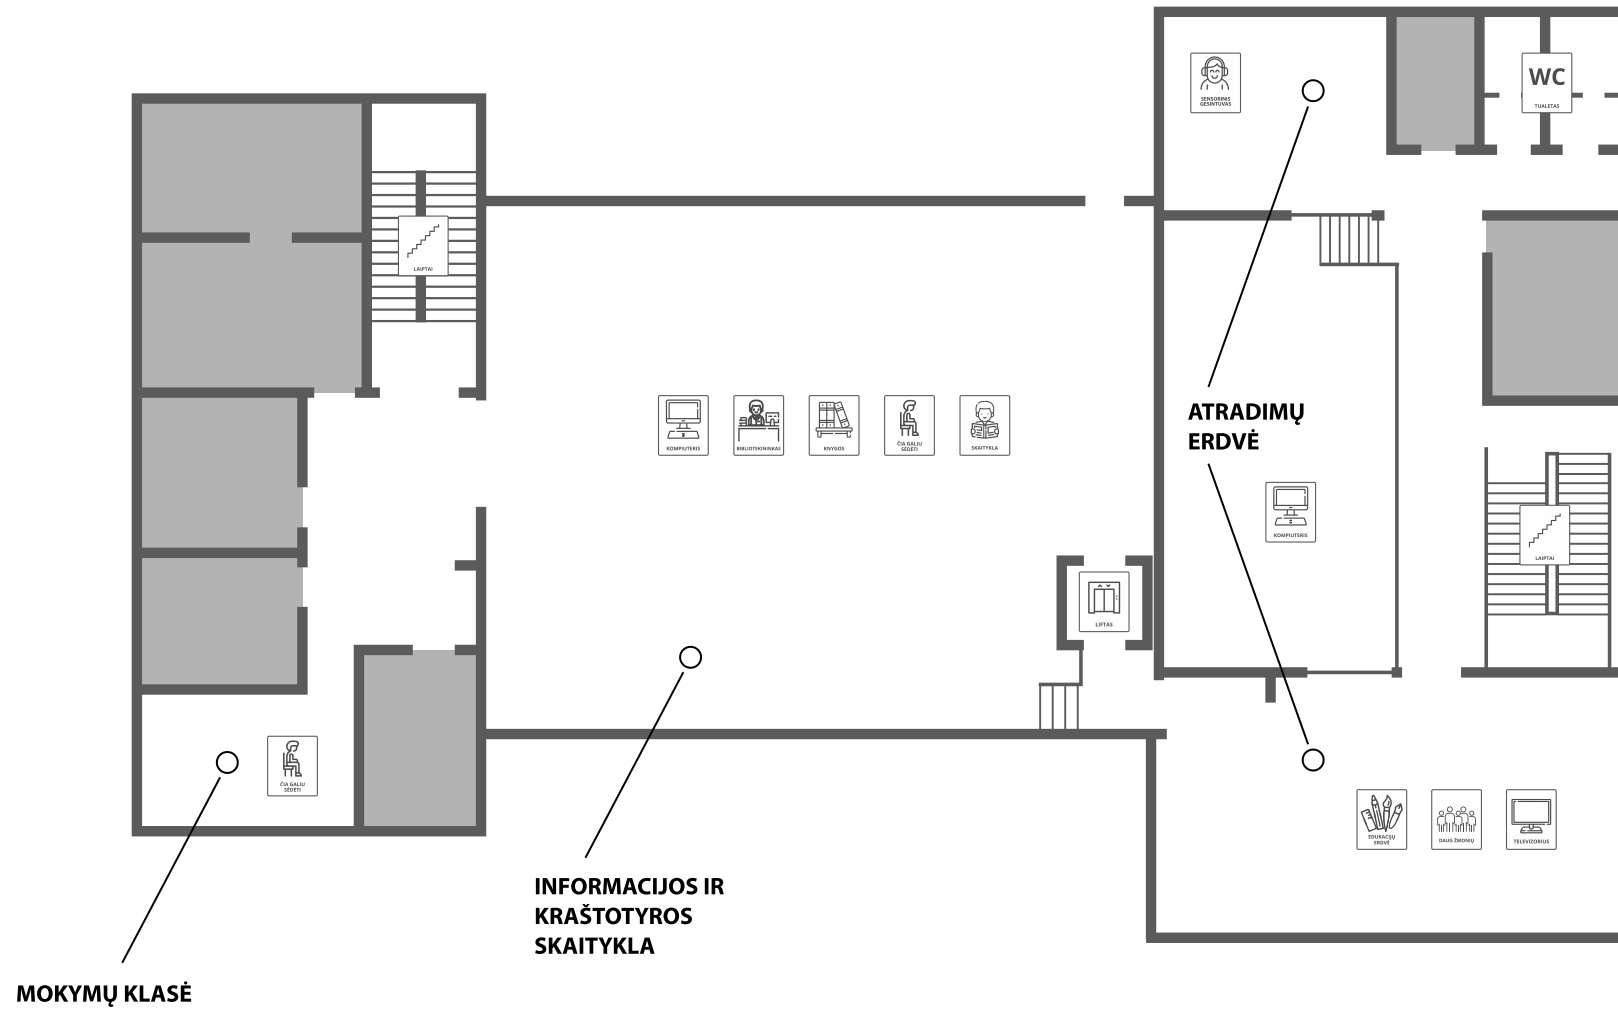 SENSORINIS
GESINTUVAS
WC
TUALETAS
LAIPTAI
KOMPIUTERIS
BIBLIOTEKININKAS
KNYGOS
ČIA GALIU
SĖDĖTI
SKAITYKLA
ATRADIMŲ
ERDVĖ
KOMPIUTERIS
LAIPTAI
LIFTAS
ČIA GALIU
SĖDĖTI
EDUKACIJŲ
ERDVĖ
DAUG ŽMONIŲ
TELEVIZORIUS
INFORMACIJOS IR
KRAŠTOTYROS
SKAITYKLA
MOKYMŲ KLASĖ